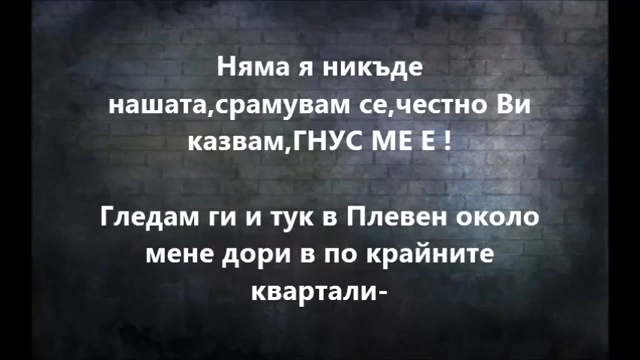 Няма я никъде
нашата,срамувам се,честно Ви
казвам,ГНУС МЕ Е !
Гледам ги и тук в Плевен около
мене дори в по крайните
квартали-